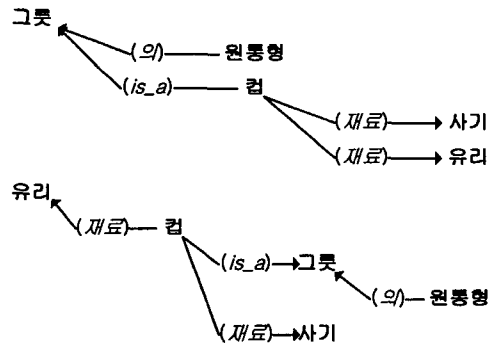 그릇
(의) 원통형
(is_a) 컵
(재료) 사기
(재료) 유리
유리
(재료) 컵
(is_a) 그릇
(의) 원통형
(재료) 사기